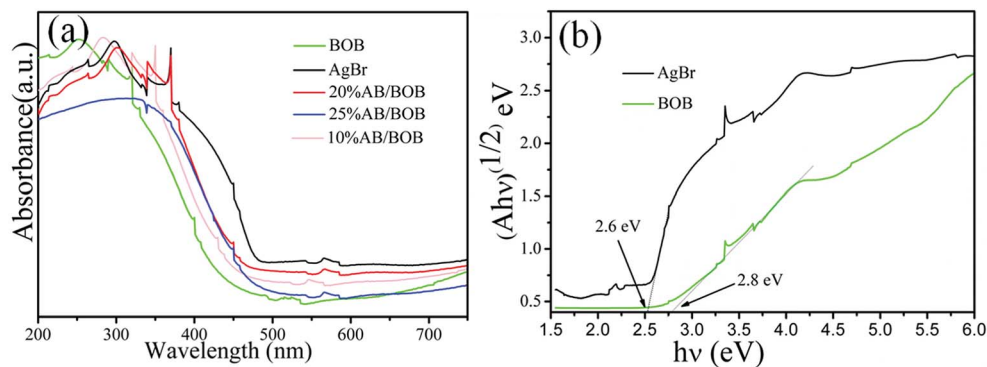 (a)
BOB
AgBr
20%AB/BOB
25%AB/BOB
10%AB/BOB
Absorbance(a.u.)
200 300 400 500 600 700
Wavelength (nm)
(b)
AgBr
BOB
(Ahν)(1/2) eV
3.0
2.5
2.0
1.5
1.0
0.5
2.6 eV
2.8 eV
1.5 2.0 2.5 3.0 3.5 4.0 4.5 5.0 5.5 6.0
hν (eV)